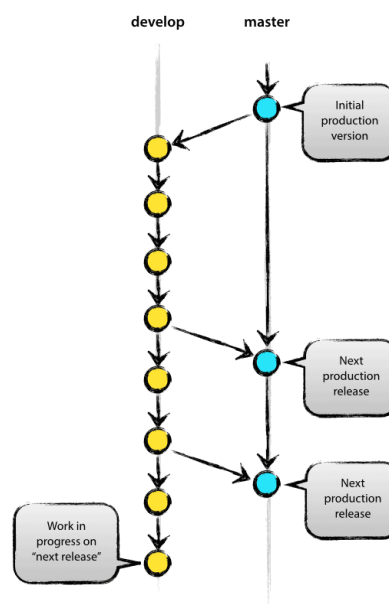 develop
master
Initial
production
version
Next
production
release
Next
production
release
Work in
progress on
“next release”